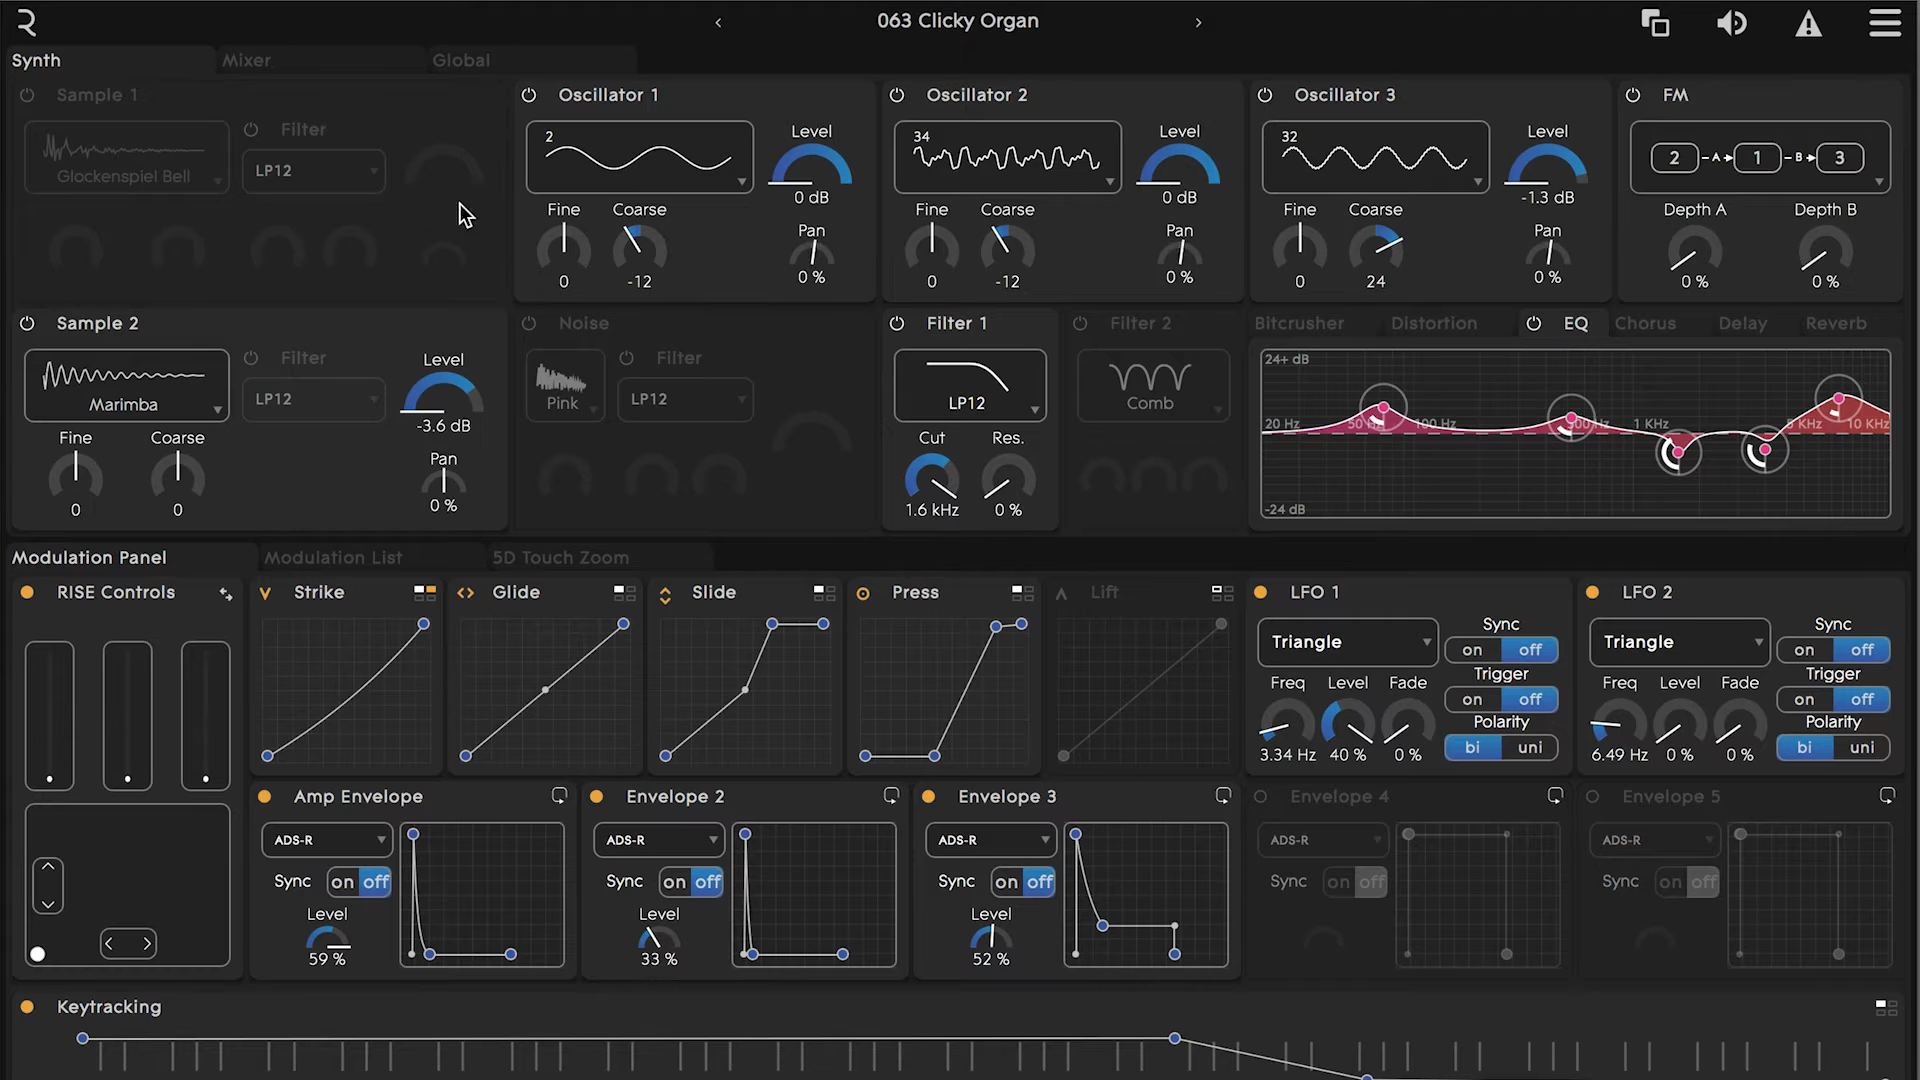 063 Clicky Organ
Synth Mixer Global
Sample 1
Filter
Glockenspiel Bell
LP12
Oscillator 1
2
Level
0 dB
Fine Coarse
Pan
0 -12 0 %
Oscillator 2
34
Level
0 dB
Fine Coarse
Pan
0 -12 0 %
Oscillator 3
32
Level
-1.3 dB
Fine Coarse
Pan
0 24 0 %
FM
2 -A→ 1 -B→ 3
Depth A Depth B
0 % 0 %
Sample 2
Filter
Marimba
LP12
Level
-3.6 dB
Fine Coarse
Pan
0 0 0 %
Noise
Filter
Pink
LP12
Filter 1
LP12
Cut Res.
1.6 kHz 0 %
Filter 2
Comb
Bitcrusher Distortion EQ Chorus Delay Reverb
24+ dB
20 Hz 50 Hz 100 Hz 500 Hz 1 KHz 5 KHz 10 KHz
-24 dB
Modulation Panel Modulation List 5D Touch Zoom
RISE Controls
Strike
Glide
Slide
Press
Lift
LFO 1
Triangle
Sync
on off
Trigger
on off
Polarity
bi uni
Freq Level Fade
3.34 Hz 40 % 0 %
LFO 2
Triangle
Sync
on off
Trigger
on off
Polarity
bi uni
Freq Level Fade
6.49 Hz 0 % 0 %
Amp Envelope
ADS-R
Sync on off
Level
59 %
Envelope 2
ADS-R
Sync on off
Level
33 %
Envelope 3
ADS-R
Sync on off
Level
52 %
Envelope 4
ADS-R
Sync on off
Envelope 5
ADS-R
Sync on off
Keytracking